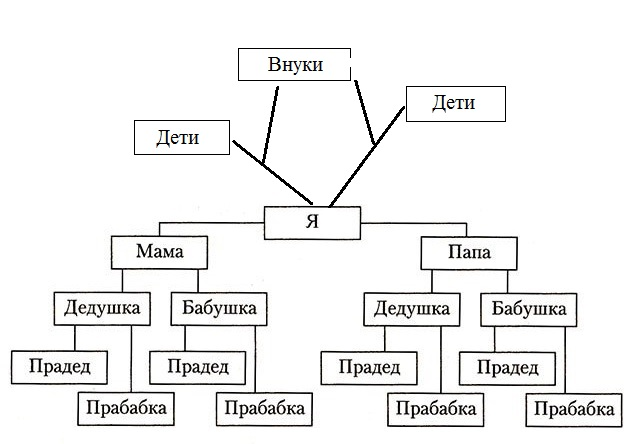 Внуки
Дети
Дети
Я
Мама
Папа
Дедушка
Бабушка
Дедушка
Бабушка
Прадед
Прадед
Прадед
Прадед
Прабабка
Прабабка
Прабабка
Прабабка